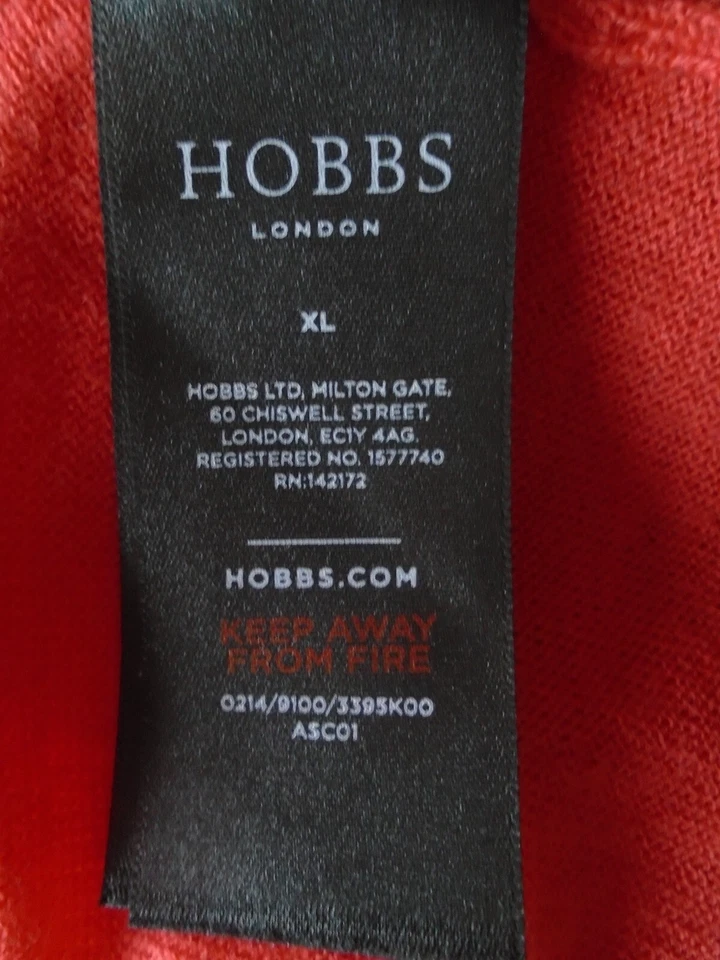 HOBBS
LONDON
XL
HOBBS LTD, MILTON GATE,
60 CHISWELL STREET,
LONDON, EC1Y 4AG.
REGISTERED NO. 1577740
RN:142172
HOBBS.COM
KEEP AWAY
FROM FIRE
0214/9100/3395K00
ASC01